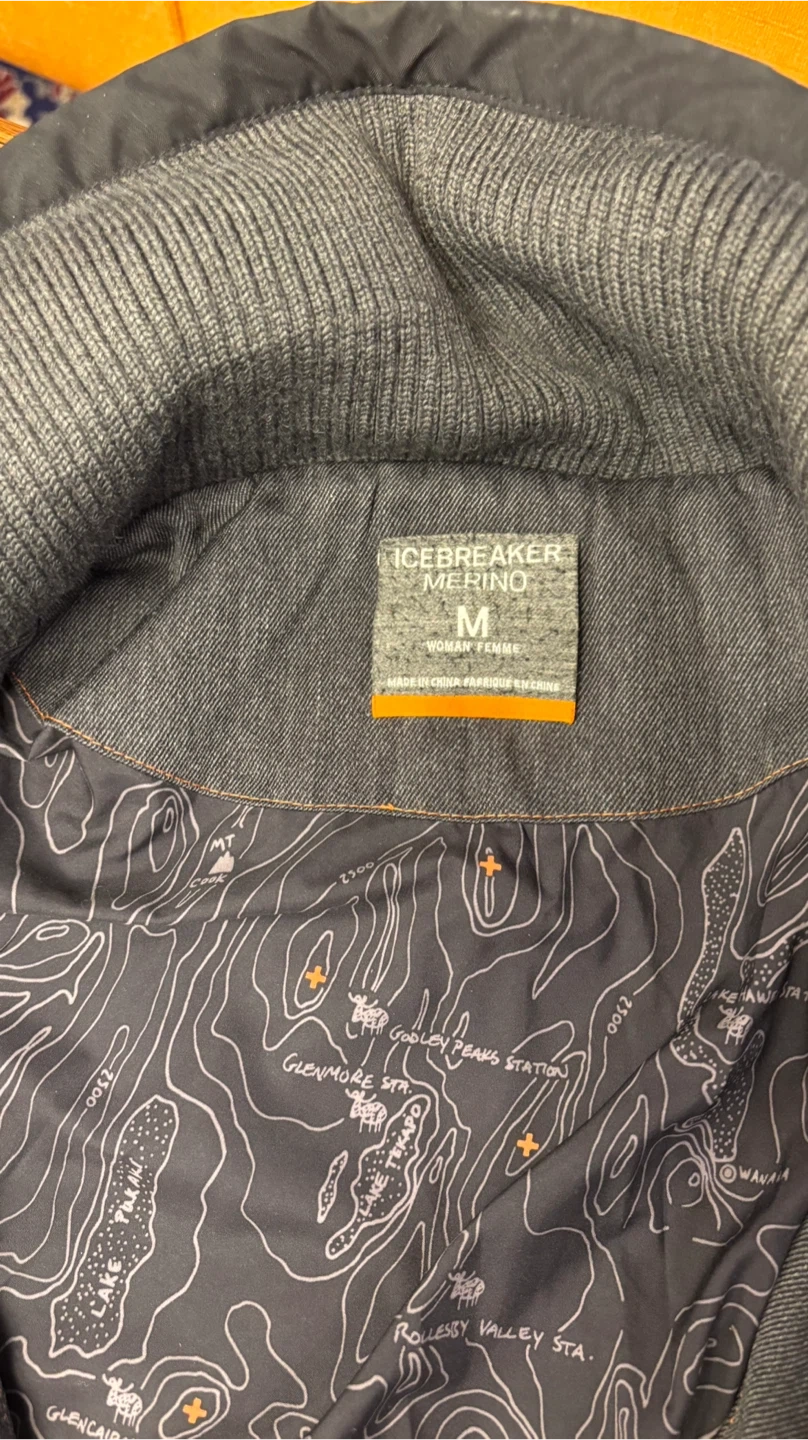 ICEBREAKER
MERINO
M
WOMAN FEMME
MADE IN CHINA FABRIQUE EN CHINE
MT
COOK
2500
2500
GODLEY PEAKS STATION
GLENMORE STA.
2500
LAKE TEKAPO
LAKE PUKAKI
WANAKA
ROLLESBY VALLEY STA.